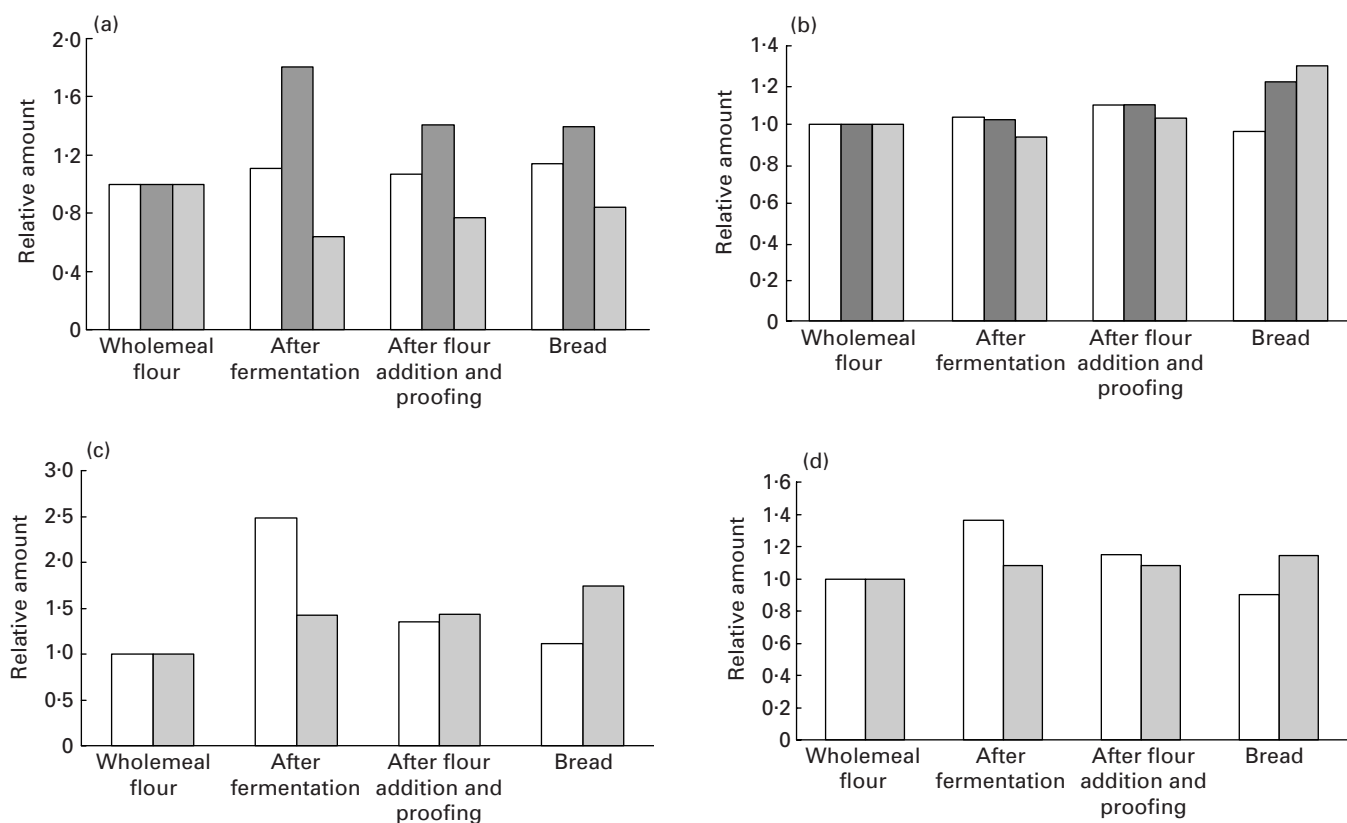 (a)
Relative amount
2·0
1·6
1·2
0·8
0·4
0
Wholemeal
flour
After
fermentation
After flour
addition and
proofing
Bread
(b)
Relative amount
1·4
1·2
1·0
0·8
0·6
0·4
0·2
0
Wholemeal
flour
After
fermentation
After flour
addition and
proofing
Bread
(c)
Relative amount
3·0
2·5
2·0
1·5
1·0
0·5
0
Wholemeal
flour
After
fermentation
After flour
addition and
proofing
Bread
(d)
Relative amount
1·6
1·4
1·2
1·0
0·8
0·6
0·4
0·2
0
Wholemeal
flour
After
fermentation
After flour
addition and
proofing
Bread